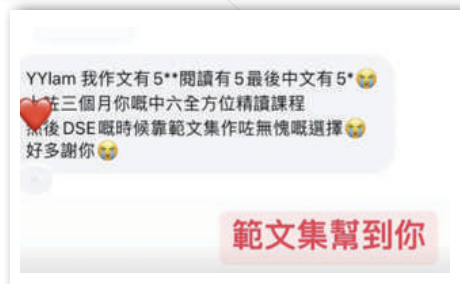 YYlam 我作文有5**閱讀有5最後中文有5*😭
咗三個月你嘅中六全方位精讀課程
後DSE嘅時候靠範文集作咗無愧嘅選擇😭
好多謝你😭
範文集幫到你